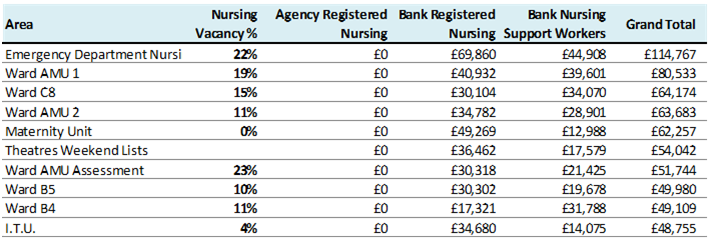 Area Nursing Vacancy % Agency Registered Nursing Bank Registered Nursing Bank Nursing Support Workers Grand Total
Emergency Department Nursi 22% £0 £69,860 £44,908 £114,767
Ward AMU 1 19% £0 £40,932 £39,601 £80,533
Ward C8 15% £0 £30,104 £34,070 £64,174
Ward AMU 2 11% £0 £34,782 £28,901 £63,683
Maternity Unit 0% £0 £49,269 £12,988 £62,257
Theatres Weekend Lists £0 £36,462 £17,579 £54,042
Ward AMU Assessment 23% £0 £30,318 £21,425 £51,744
Ward B5 10% £0 £30,302 £19,678 £49,980
Ward B4 11% £0 £17,321 £31,788 £49,109
I.T.U. 4% £0 £34,680 £14,075 £48,755